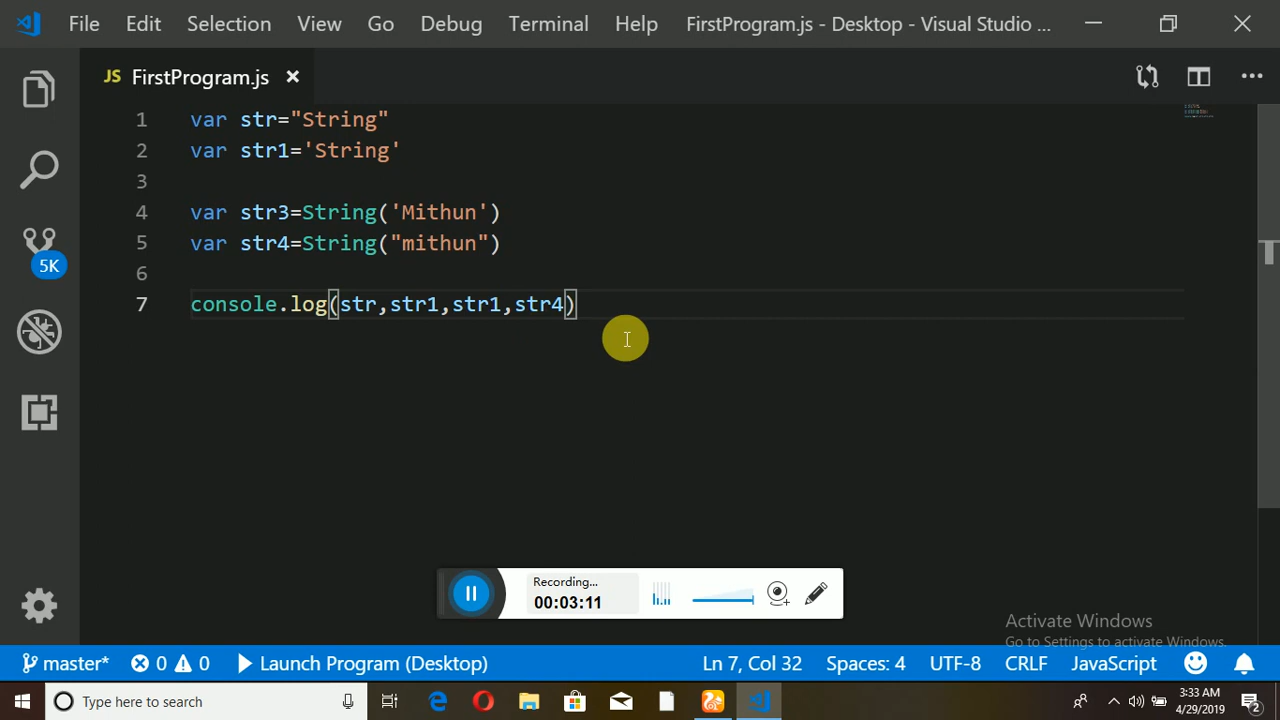 File Edit Selection View Go Debug Terminal Help FirstProgram.js - Desktop - Visual Studio ...
JS FirstProgram.js
1 var str="String"
2 var str1='String'
3
4 var str3=String('Mithun')
5 var str4=String("mithun")
6
7 console.log(str,str1,str1,str4)
5K
Recording...
00:03:11
Activate Windows
Go to Settings to activate Windows.
master* 0 0 Launch Program (Desktop) Ln 7, Col 32 Spaces: 4 UTF-8 CRLF JavaScript
Type here to search
3:33 AM
4/29/2019
2